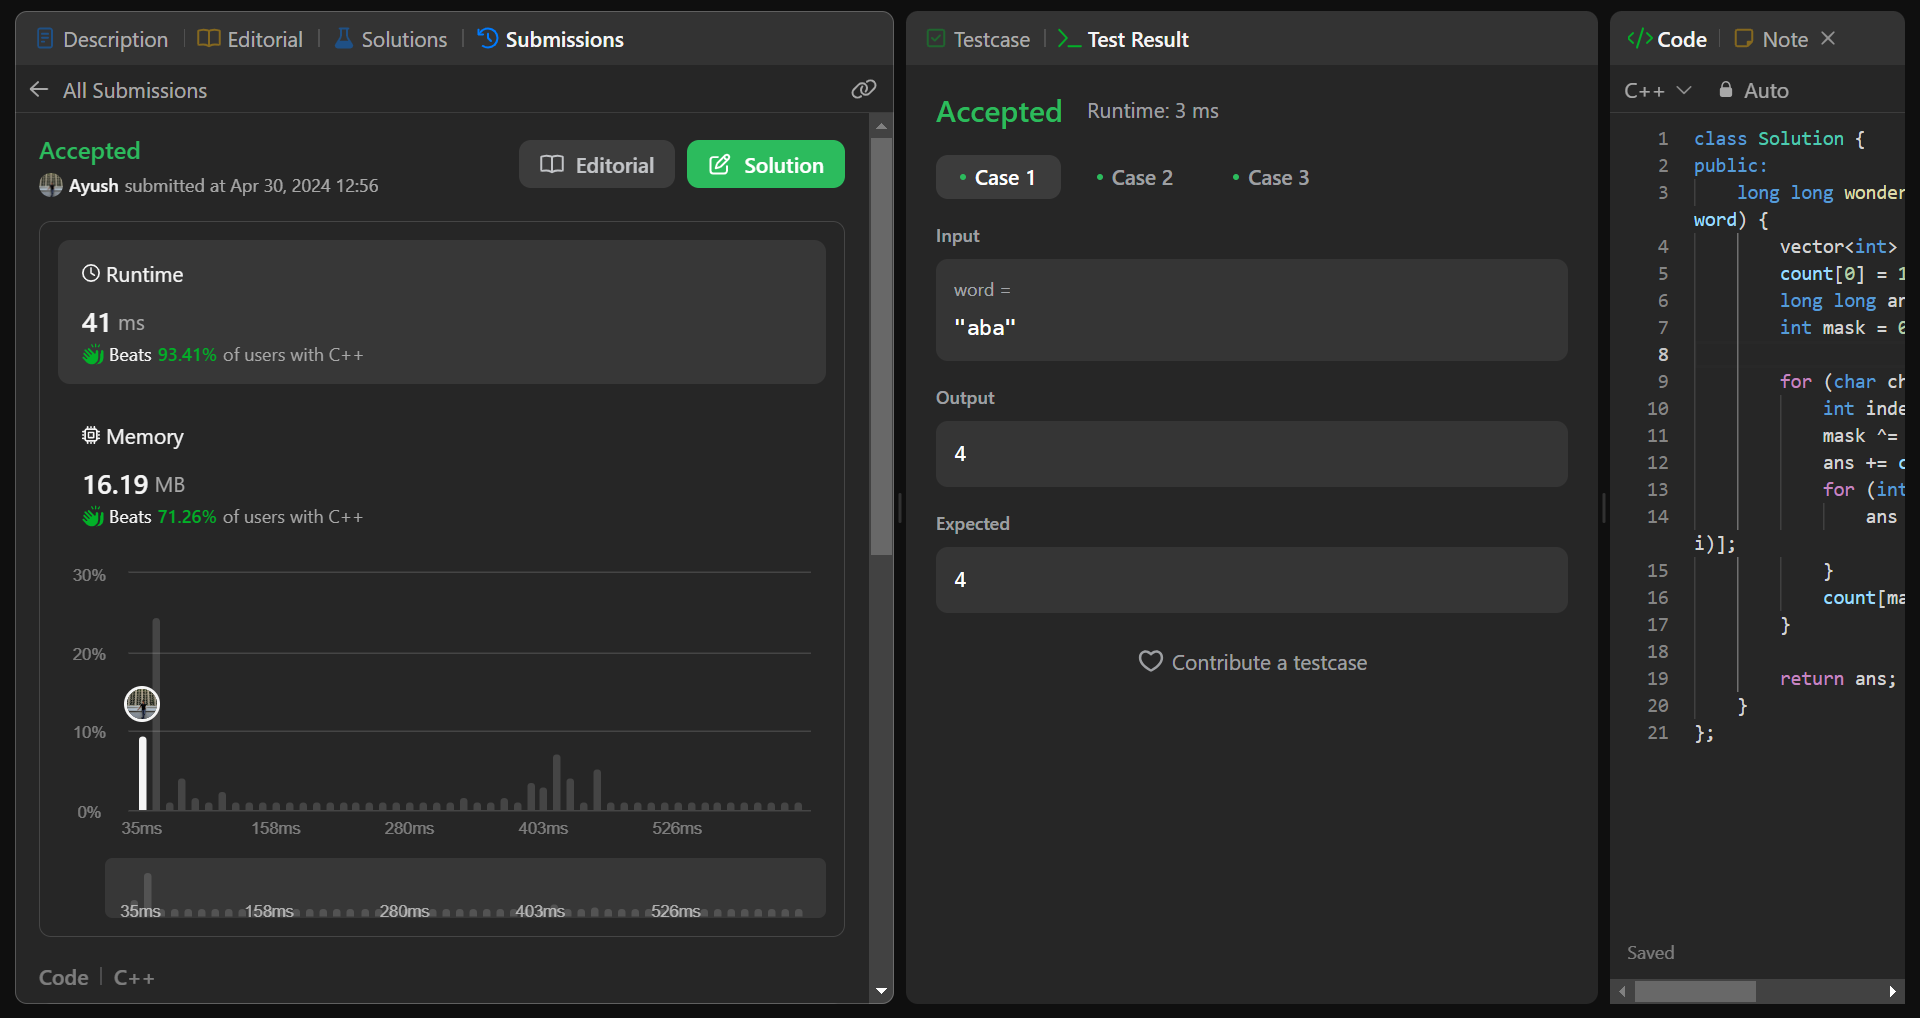 Description
Editorial
Solutions
Submissions
All Submissions
Accepted
Ayush submitted at Apr 30, 2024 12:56
Editorial
Solution
Runtime
41 ms
Beats 93.41% of users with C++
Memory
16.19 MB
Beats 71.26% of users with C++
30%
20%
10%
0%
35ms 158ms 280ms 403ms 526ms
35ms 158ms 280ms 403ms 526ms
Code C++
Testcase
Test Result
Accepted Runtime: 3 ms
Case 1 Case 2 Case 3
Input
word =
"aba"
Output
4
Expected
4
Contribute a testcase
Code
Note
C++ Auto
1 class Solution {
2 public:
3 long long wonder
word) {
4 vector<int>
5 count[0] = 1
6 long long an
7 int mask = 0
8
9 for (char ch
10 int inde
11 mask ^=
12 ans += c
13 for (int
14 ans
i)];
15 }
16 count[ma
17 }
18
19 return ans;
20 }
21 };
Saved